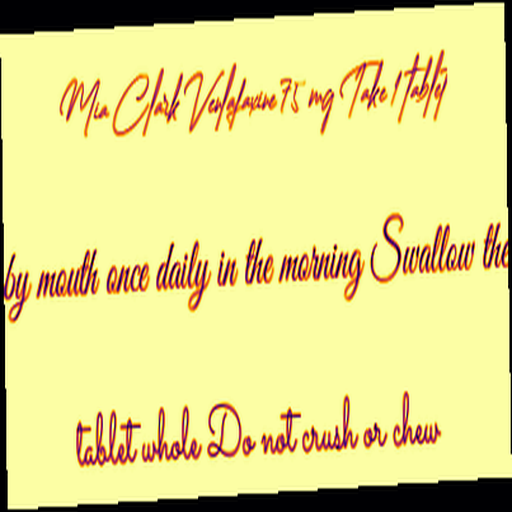 Mia Clark Venlafaxine 75 mg Take 1 tablet
by mouth once daily in the morning Swallow the
tablet whole Do not crush or chew